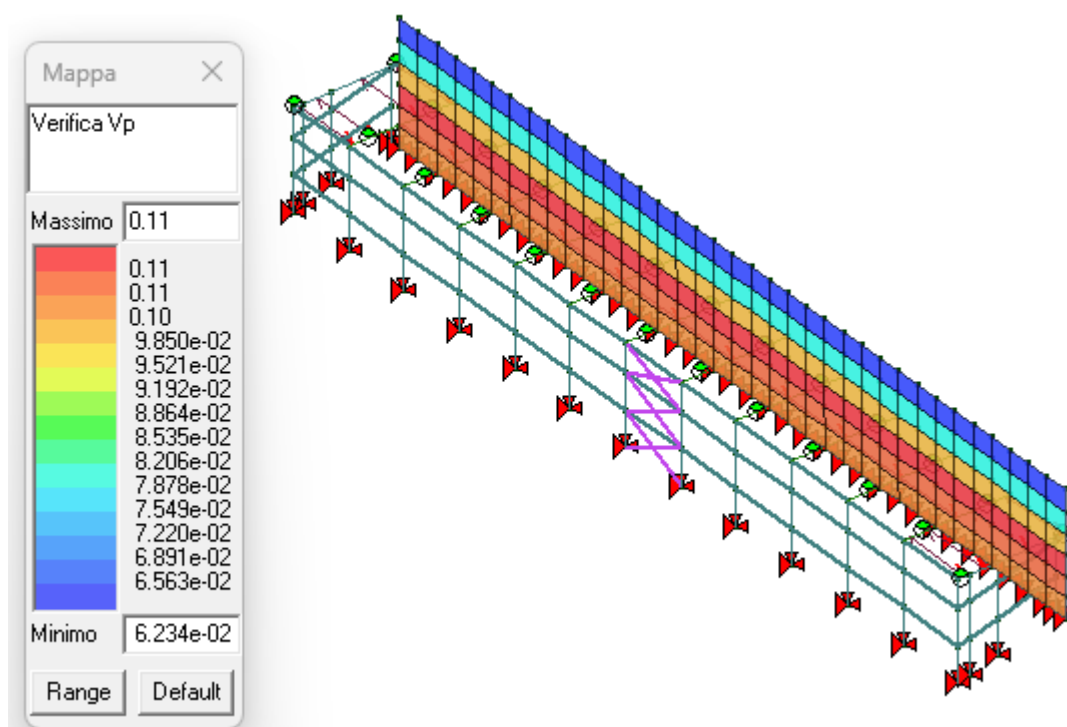 Mappa
Verifica Vp
Massimo 0.11
0.11
0.11
0.10
9.850e-02
9.521e-02
9.192e-02
8.864e-02
8.535e-02
8.206e-02
7.878e-02
7.549e-02
7.220e-02
6.891e-02
6.563e-02
Minimo 6.234e-02
Range Default